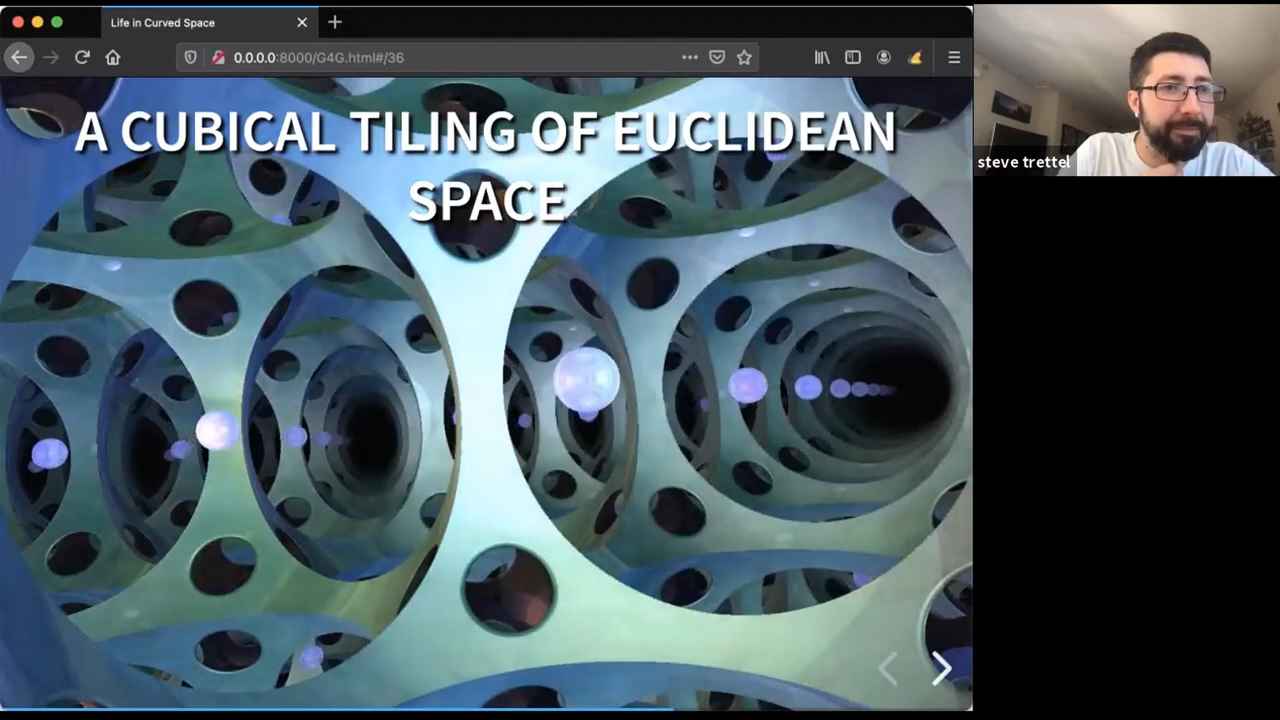 Life in Curved Space
0.0.0.0:8000/G4G.html#/36
A CUBICAL TILING OF EUCLIDEAN
SPACE
steve trettel